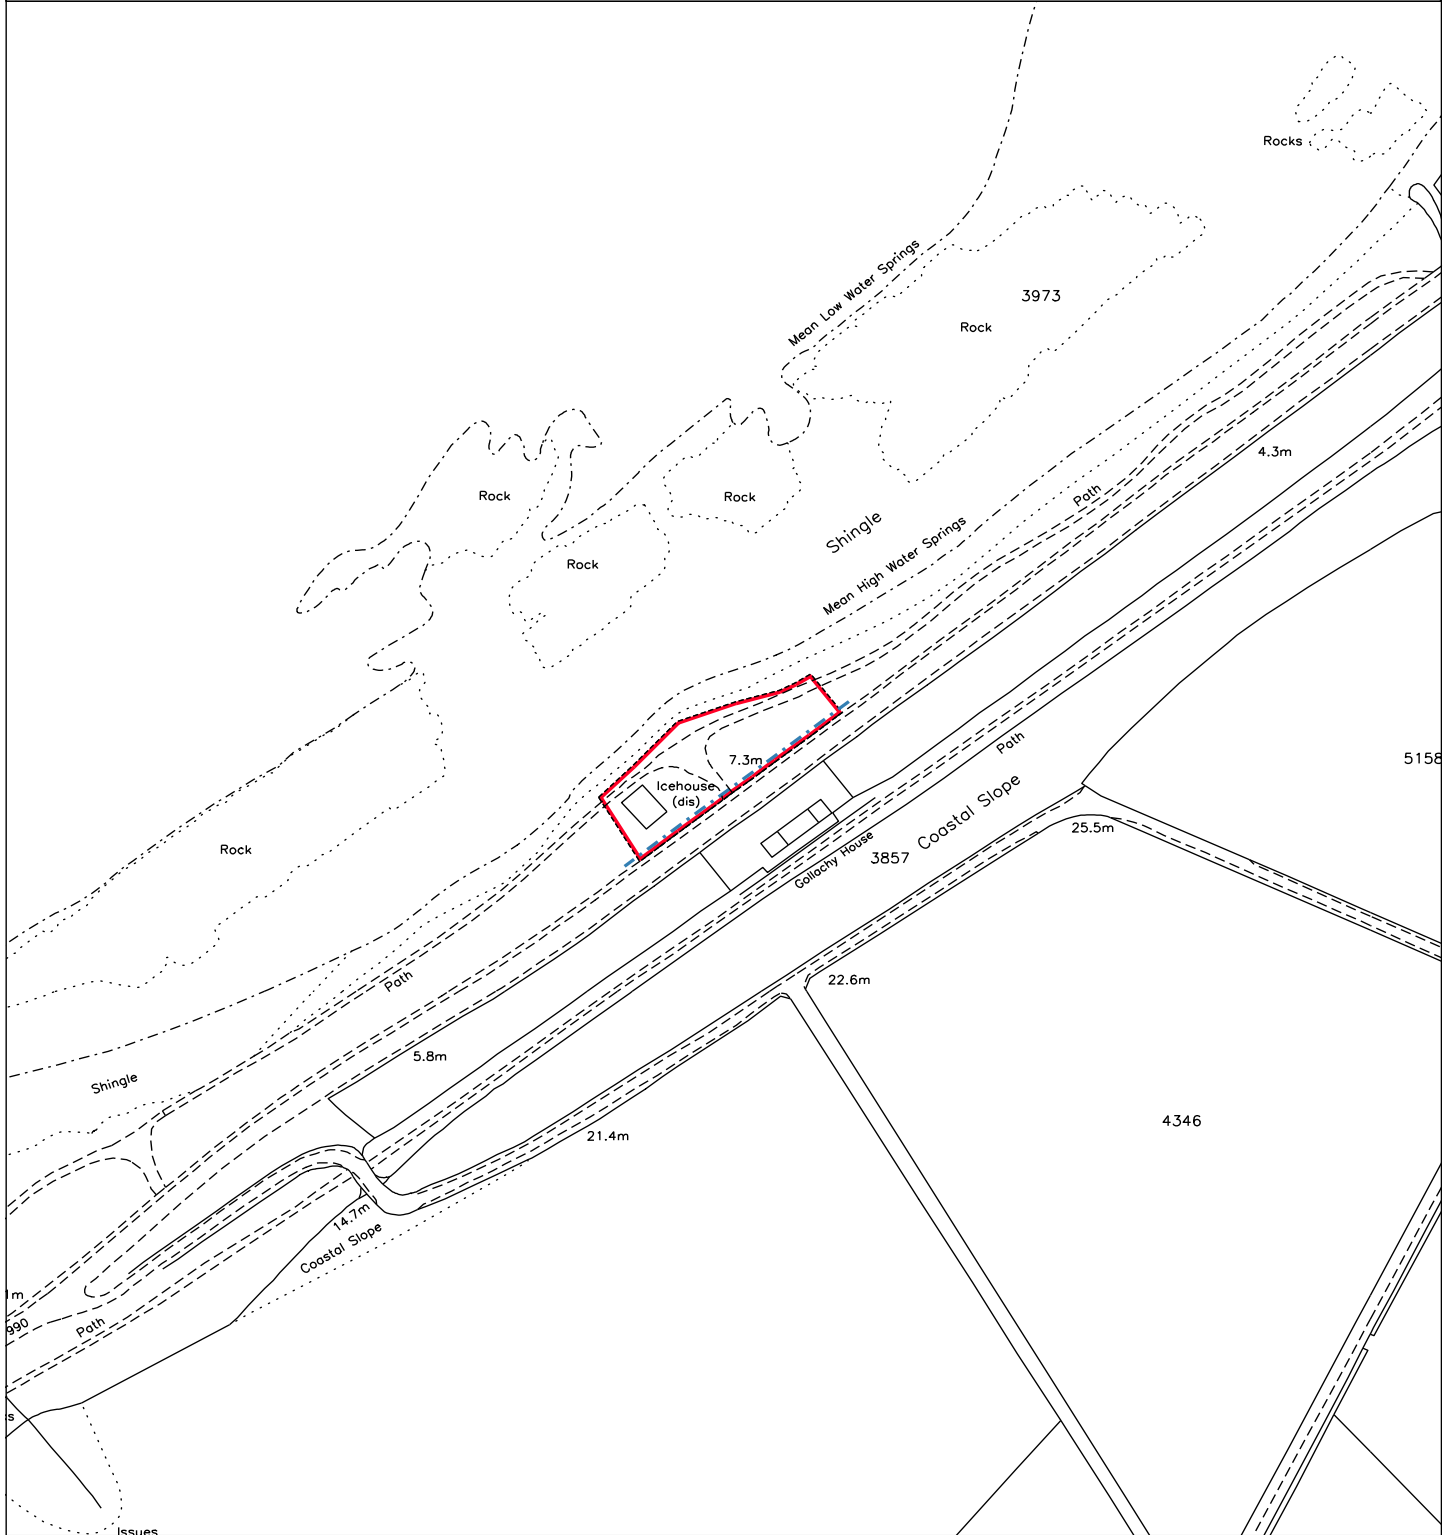 Rocks
Mean Low Water Springs
3973
Rock
4.3m
Rock
Rock
Path
Shingle
Rock
Mean High Water Springs
Path
7.3m
5158
Icehouse
(dis)
Coastal Slope
25.5m
Rock
Gollachy House
3857
Path
22.6m
5.8m
Shingle
4346
21.4m
14.7m
Coastal Slope
1m
990
Path
s
Issues